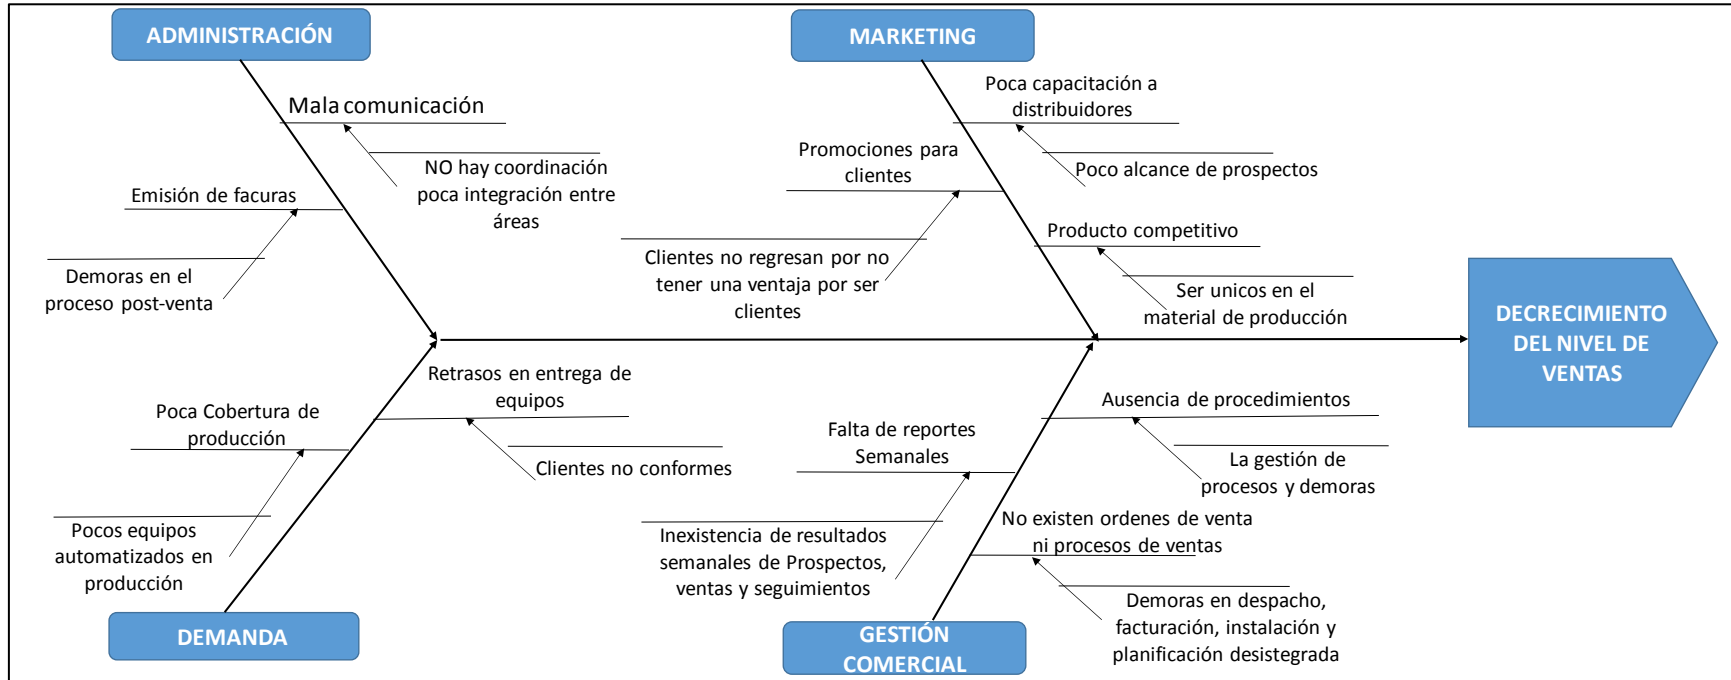 ADMINISTRACIÓN
MARKETING
Mala comunicación
NO hay coordinación
poca integración entre
áreas
Emisión de facuras
Demoras en el
proceso post-venta
Poca capacitación a
distribuidores
Poco alcance de prospectos
Promociones para
clientes
Clientes no regresan por no
tener una ventaja por ser
clientes
Producto competitivo
Ser unicos en el
material de producción
DECRECIMIENTO
DEL NIVEL DE
VENTAS
Retrasos en entrega de
equipos
Clientes no conformes
Poca Cobertura de
producción
Pocos equipos
automatizados en
producción
Ausencia de procedimientos
La gestión de
procesos y demoras
Falta de reportes
Semanales
Inexistencia de resultados
semanales de Prospectos,
ventas y seguimientos
No existen ordenes de venta
ni procesos de ventas
Demoras en despacho,
facturación, instalación y
planificación desistegrada
DEMANDA
GESTIÓN
COMERCIAL